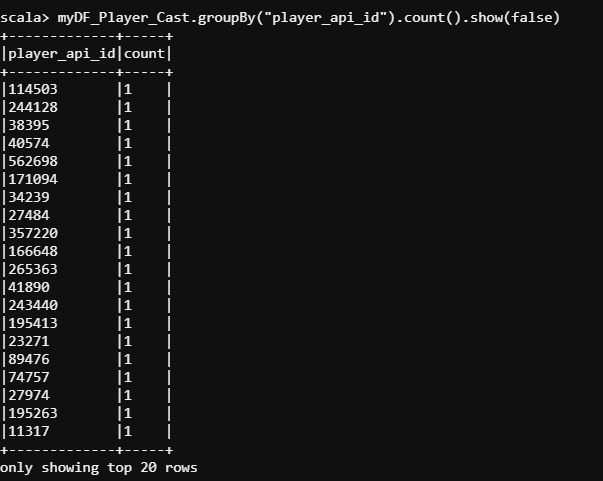 scala> myDF_Player_Cast.groupBy("player_api_id").count().show(false)
+-------------+-----+
|player_api_id|count|
+-------------+-----+
|114503       |1    |
|244128       |1    |
|38395        |1    |
|40574        |1    |
|562698       |1    |
|171094       |1    |
|34239        |1    |
|27484        |1    |
|357220       |1    |
|166648       |1    |
|265363       |1    |
|41890        |1    |
|243440       |1    |
|195413       |1    |
|23271        |1    |
|89476        |1    |
|74757        |1    |
|27974        |1    |
|195263       |1    |
|11317        |1    |
+-------------+-----+
only showing top 20 rows